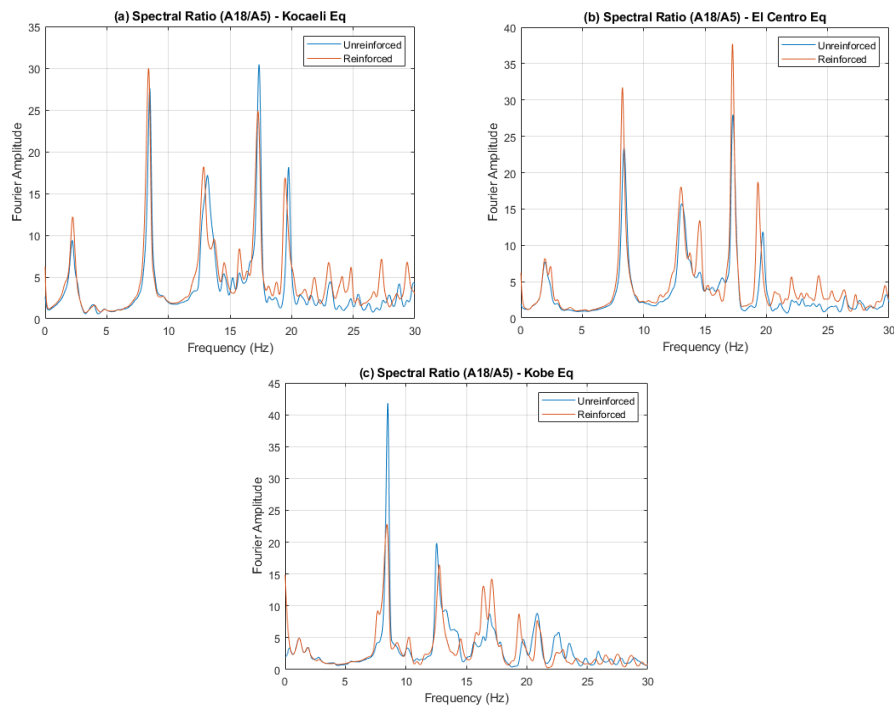 (a) Spectral Ratio (A18/A5) - Kocaeli Eq
Unreinforced
Reinforced
35
30
25
20
15
10
5
0
Fourier Amplitude
0 5 10 15 20 25 30
Frequency (Hz)
(b) Spectral Ratio (A18/A5) - El Centro Eq
Unreinforced
Reinforced
40
35
30
25
20
15
10
5
0
Fourier Amplitude
0 5 10 15 20 25 30
Frequency (Hz)
(c) Spectral Ratio (A18/A5) - Kobe Eq
Unreinforced
Reinforced
45
40
35
30
25
20
15
10
5
0
Fourier Amplitude
0 5 10 15 20 25 30
Frequency (Hz)